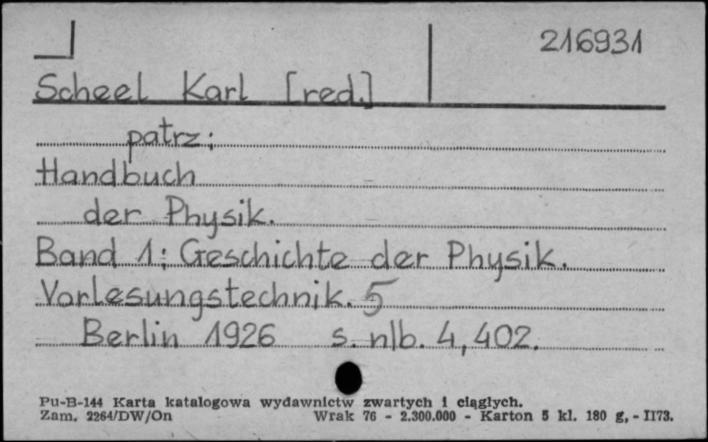 216931
Scheel Karl [red.]
patrz:
Handbuch
der Physik.
Band 1: Geschichte der Physik.
Vorlesungstechnik. 5
Berlin 1926 s. nlb. 4, 402.
Pu-B-144 Karta katalogowa wydawnictw zwartych i ciągłych.
Zam. 2264/DW/On Wrak 76 - 2.300.000 - Karton 5 kl. 180 g, - II73.